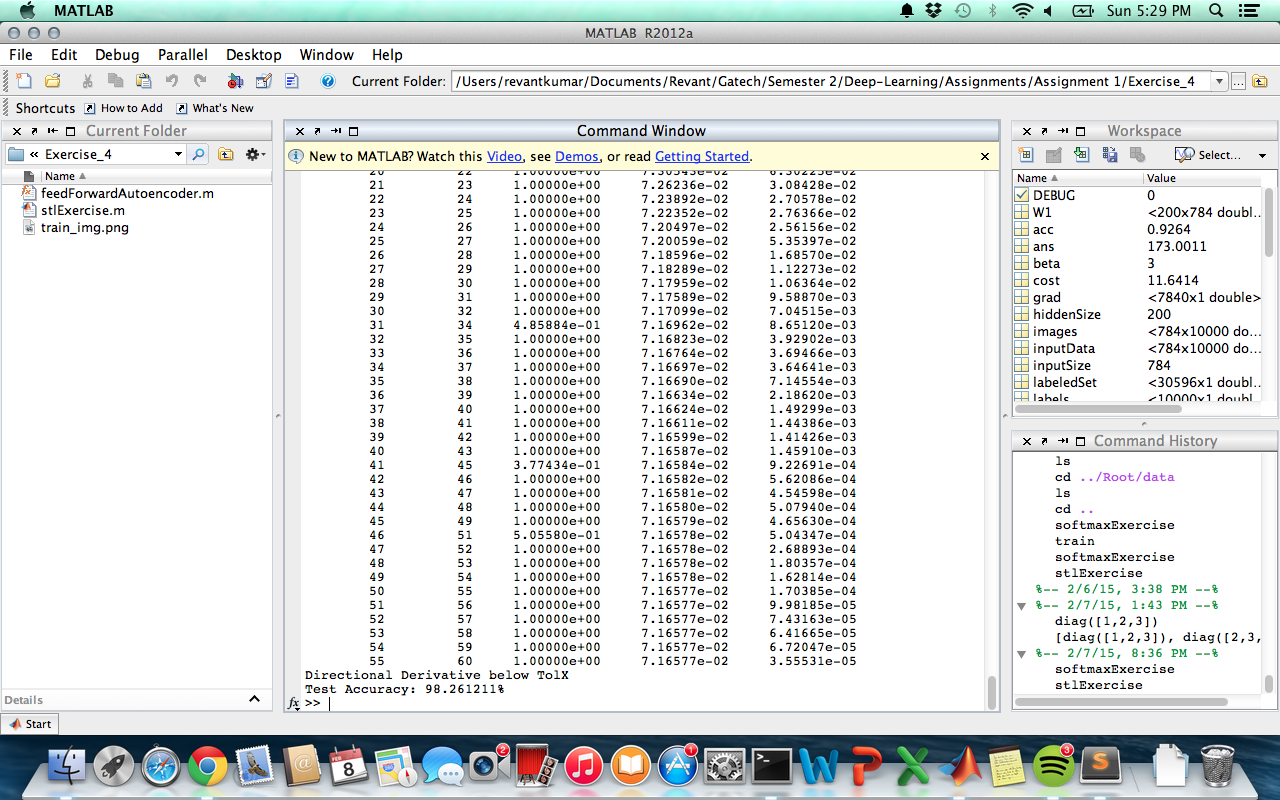 MATLAB
Sun 5:29 PM
MATLAB R2012a
File Edit Debug Parallel Desktop Window Help
Current Folder: /Users/revantkumar/Documents/Revant/Gatech/Semester 2/Deep-Learning/Assignments/Assignment 1/Exercise_4
Shortcuts How to Add What's New
Current Folder
« Exercise_4
Name
feedForwardAutoencoder.m
stlExercise.m
train_img.png
Details
Start
Command Window
New to MATLAB? Watch this Video, see Demos, or read Getting Started.
20 22 1.00000e+00 7.30543e-02 6.30225e-02
21 23 1.00000e+00 7.26236e-02 3.08428e-02
22 24 1.00000e+00 7.23892e-02 2.70578e-02
23 25 1.00000e+00 7.22352e-02 2.76366e-02
24 26 1.00000e+00 7.20497e-02 2.56156e-02
25 27 1.00000e+00 7.20059e-02 5.35397e-02
26 28 1.00000e+00 7.18596e-02 1.68570e-02
27 29 1.00000e+00 7.18289e-02 1.12273e-02
28 30 1.00000e+00 7.17959e-02 1.06364e-02
29 31 1.00000e+00 7.17589e-02 9.58870e-03
30 32 1.00000e+00 7.17099e-02 7.04515e-03
31 34 4.85884e-01 7.16962e-02 8.65120e-03
32 35 1.00000e+00 7.16823e-02 3.92902e-03
33 36 1.00000e+00 7.16764e-02 3.69466e-03
34 37 1.00000e+00 7.16697e-02 3.64641e-03
35 38 1.00000e+00 7.16690e-02 7.14554e-03
36 39 1.00000e+00 7.16634e-02 2.18620e-03
37 40 1.00000e+00 7.16624e-02 1.49299e-03
38 41 1.00000e+00 7.16611e-02 1.44386e-03
39 42 1.00000e+00 7.16599e-02 1.41426e-03
40 43 1.00000e+00 7.16587e-02 1.45910e-03
41 45 3.77434e-01 7.16584e-02 9.22691e-04
42 46 1.00000e+00 7.16582e-02 5.62086e-04
43 47 1.00000e+00 7.16581e-02 4.54598e-04
44 48 1.00000e+00 7.16580e-02 5.07940e-04
45 49 1.00000e+00 7.16579e-02 4.65630e-04
46 51 5.05580e-01 7.16578e-02 5.04347e-04
47 52 1.00000e+00 7.16578e-02 2.68893e-04
48 53 1.00000e+00 7.16578e-02 1.80357e-04
49 54 1.00000e+00 7.16578e-02 1.62814e-04
50 55 1.00000e+00 7.16577e-02 1.70385e-04
51 56 1.00000e+00 7.16577e-02 9.98185e-05
52 57 1.00000e+00 7.16577e-02 7.43163e-05
53 58 1.00000e+00 7.16577e-02 6.41665e-05
54 59 1.00000e+00 7.16577e-02 6.72047e-05
55 60 1.00000e+00 7.16577e-02 3.55531e-05
Directional Derivative below TolX
Test Accuracy: 98.261211%
fx >>
Workspace
Select...
Name Value
DEBUG 0
W1 <200x784 doubl..
acc 0.9264
ans 173.0011
beta 3
cost 11.6414
grad <7840x1 double>
hiddenSize 200
images <784x10000 do...
inputData <784x10000 do...
inputSize 784
labeledSet <30596x1 doubl..
labels <10000x1 doubl..
Command History
ls
cd ../Root/data
ls
cd ..
softmaxExercise
train
softmaxExercise
stlExercise
%-- 2/6/15, 3:38 PM --%
%-- 2/7/15, 1:43 PM --%
diag([1,2,3])
[diag([1,2,3]), diag([2,3,
%-- 2/7/15, 8:36 PM --%
softmaxExercise
stlExercise
FEB
8
2
1
3